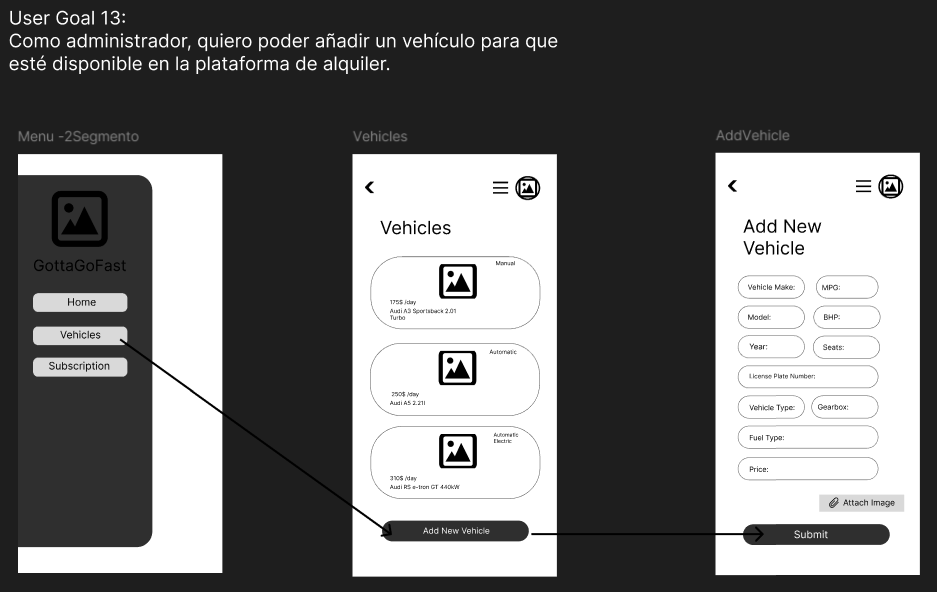 User Goal 13:
Como administrador, quiero poder añadir un vehículo para que
esté disponible en la plataforma de alquiler.
Menu -2Segmento
GottaGoFast
Home
Vehicles
Subscription
Vehicles
Vehicles
Manual
175$ /day
Audi A3 Sportsback 2.01
Turbo
Automatic
250$ /day
Audi A5 2.21l
Automatic
Electric
310$ /day
Audi RS e-tron GT 440kW
Add New Vehicle
AddVehicle
Add New
Vehicle
Vehicle Make:
MPG:
Model:
BHP:
Year:
Seats:
License Plate Number:
Vehicle Type:
Gearbox:
Fuel Type:
Price:
Attach Image
Submit